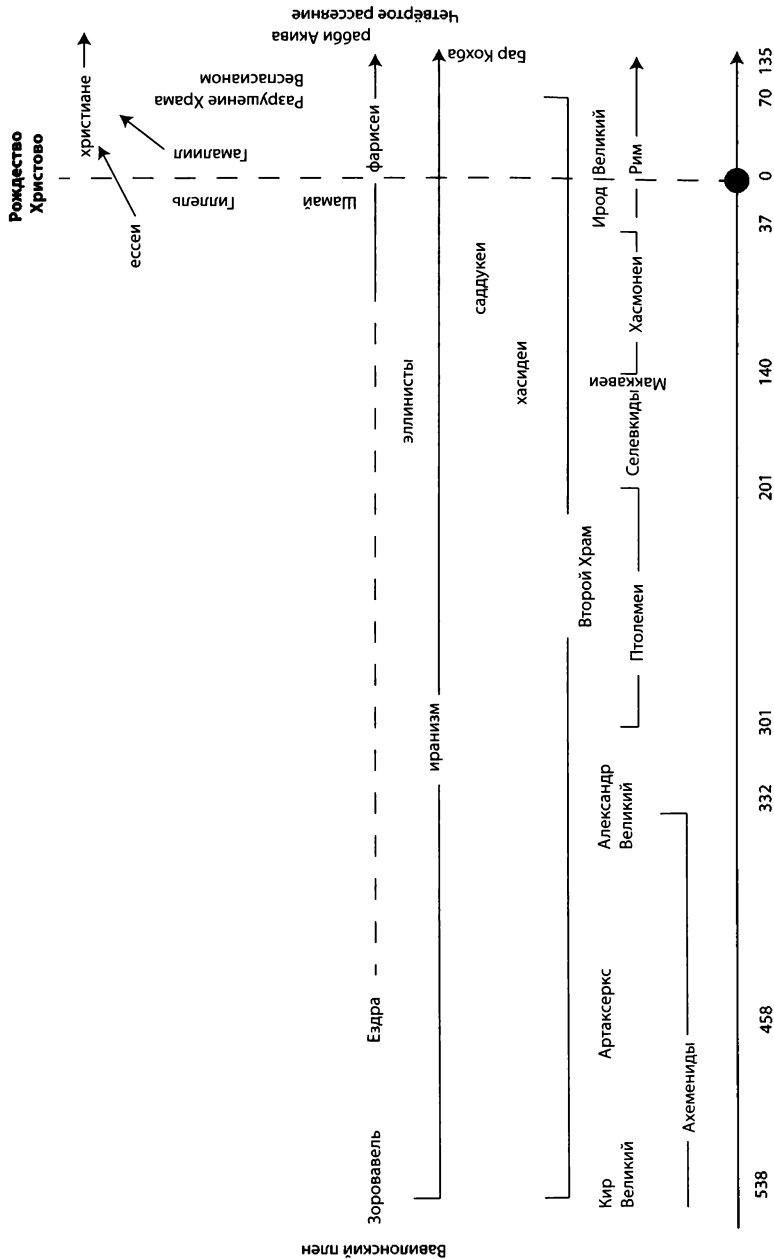 Рождество
Христово
христиане
ессеи
Гамалиил
Гиллель
Шамай
Разрушение Храма
Веспасианом
рабби Акива
Четвёртое рассеяние
Вавилонский плен
Зоровавель
Ездра
фарисеи
эллинисты
иранизм
Бар Кохба
саддукеи
хасидеи
Второй Храм
Кир
Великий
Артаксеркс
Александр
Великий
Маккавеи
Ирод Великий
Птолемеи
Селевкиды
Хасмонеи
Рим
Ахемениды
538
458
332
301
201
140
37
0
70
135